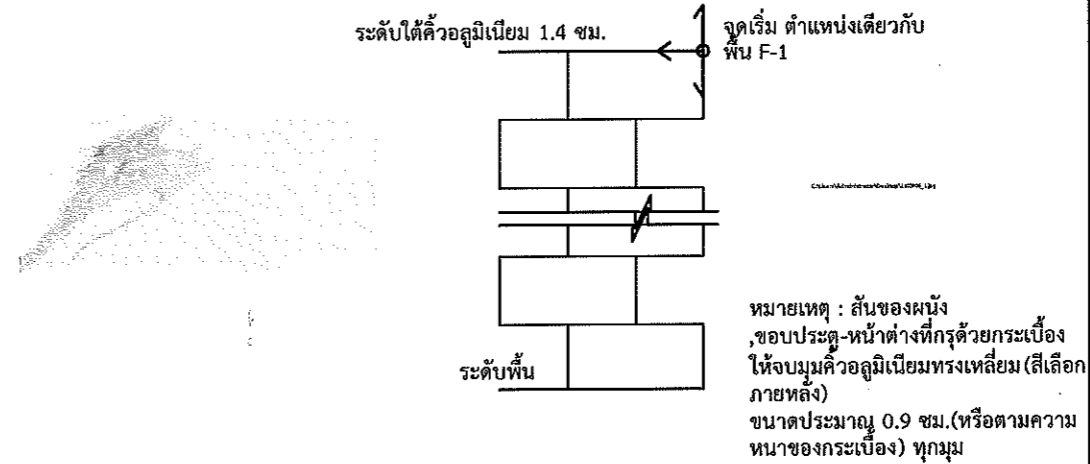 ระดับใต้คิ้วอลูมิเนียม 1.4 ซม.
จุดเริ่ม ตำแหน่งเดียวกับ
พื้น F-1
หมายเหตุ : สันของผนัง
,ขอบประตู-หน้าต่างที่กรุด้วยกระเบื้อง
ให้จบมุมคิ้วอลูมิเนียมทรงเหลี่ยม(สีเลือก
ภายหลัง)
ขนาดประมาณ 0.9 ซม.(หรือตามความ
หนาของกระเบื้อง) ทุกมุม
ระดับพื้น